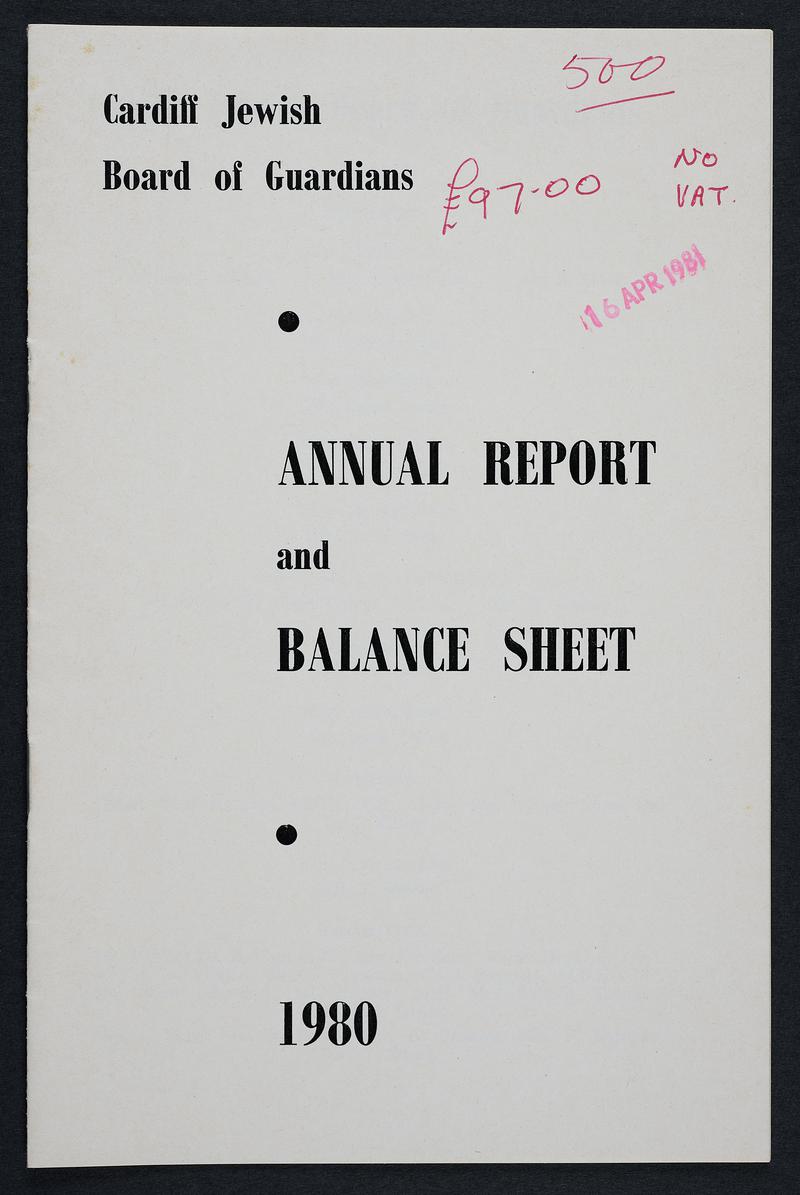 500
Cardiff Jewish
Board of Guardians
£97-00
NO
VAT.
16 APR 1981
ANNUAL REPORT
and
BALANCE SHEET
1980